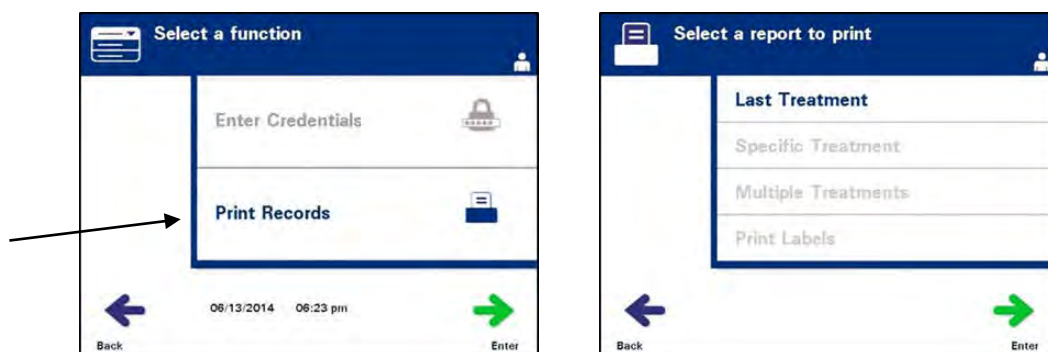 Select a function
Enter Credentials
Print Records
06/13/2014 06:23 pm
Back
Enter
Select a report to print
Last Treatment
Specific Treatment
Multiple Treatments
Print Labels
Back
Enter